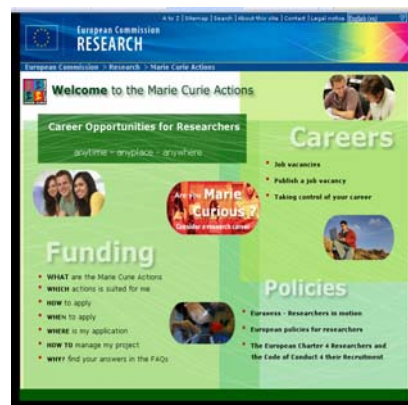 A to Z | Sitemap | Search | About this site | Contact | Legal notice English (en)
European Commission
RESEARCH
European Commission > Research > Marie Curie Actions
Welcome to the Marie Curie Actions
Career Opportunities for Researchers
anytime - anyplace - anywhere
Careers
Job vacancies
Publish a job vacancy
Taking control of your career
Are you Marie
Curious ?
Consider a research career
Funding
WHAT are the Marie Curie Actions
WHICH actions is suited for me
HOW to apply
WHEN to apply
WHERE is my application
HOW TO manage my project
WHY? find your answers in the FAQs
Policies
Euraxess - Researchers in motion
European policies for researchers
The European Charter 4 Researchers and
the Code of Conduct 4 their Recruitment